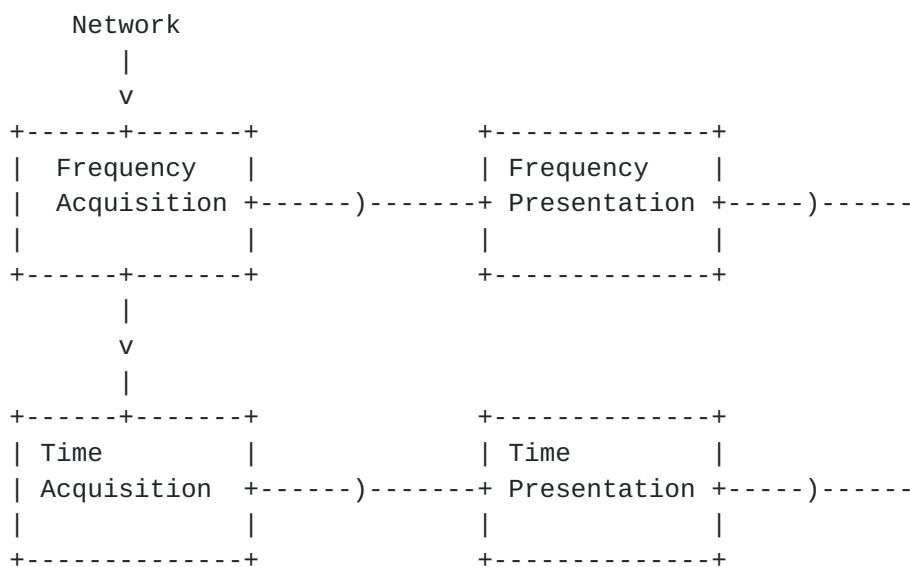 Network
Frequency
Acquisition
Frequency
Presentation
Time
Acquisition
Time
Presentation